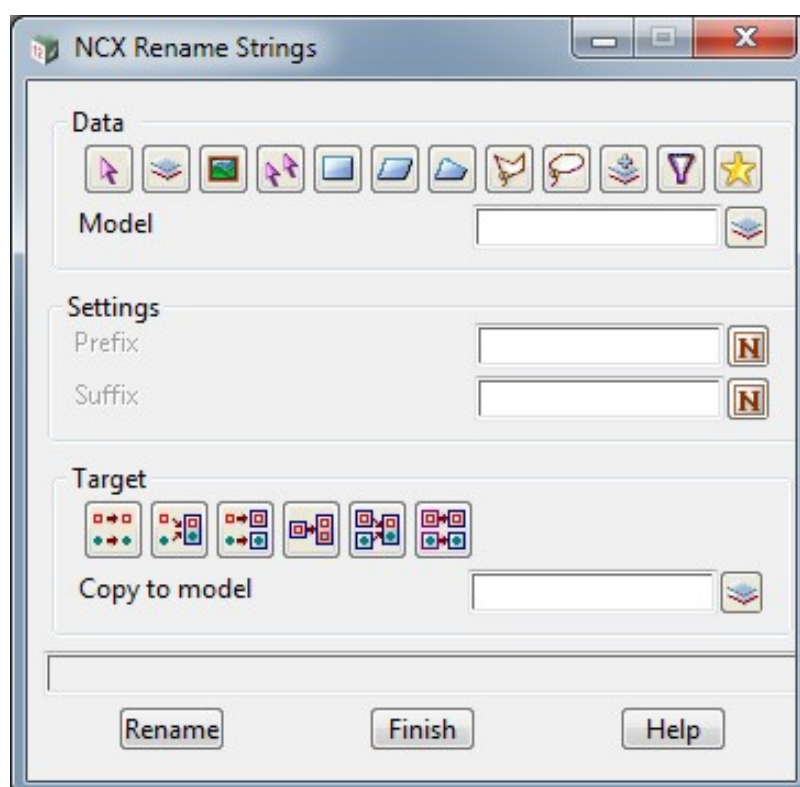 NCX Rename Strings
Data
Model
Settings
Prefix
N
Suffix
N
Target
Copy to model
Rename Finish Help